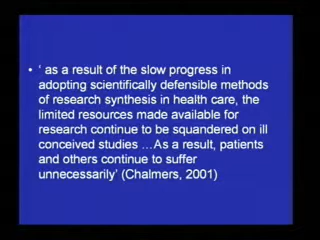 • ‘ as a result of the slow progress in
adopting scientifically defensible methods
of research synthesis in health care, the
limited resources made available for
research continue to be squandered on ill
conceived studies …As a result, patients
and others continue to suffer
unnecessarily’ (Chalmers, 2001)